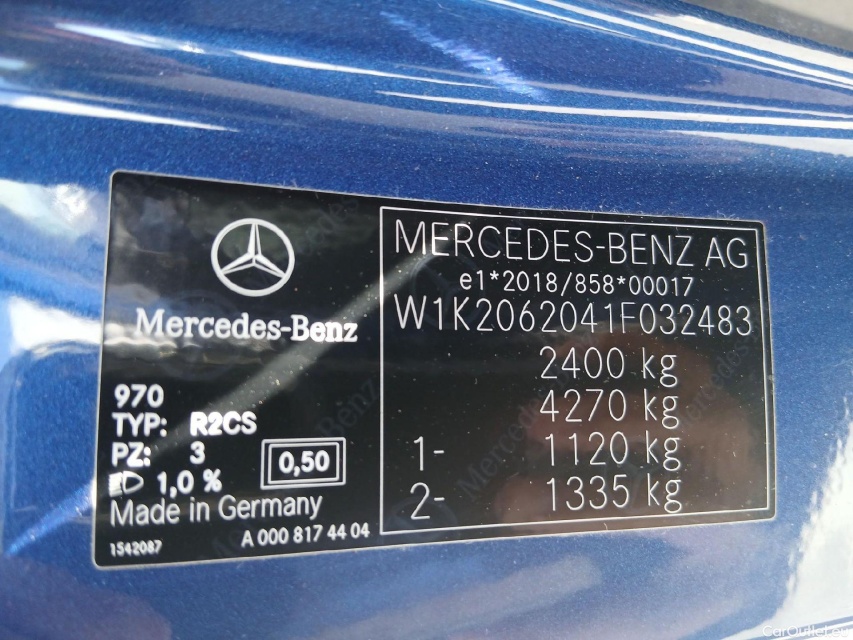 Mercedes-Benz
970
TYP: R2CS
PZ: 3
0,50
1,0 %
Made in Germany
1542087
A 000 817 44 04
MERCEDES-BENZ AG
e1*2018/858*00017
W1K2062041F032483
2400 kg
4270 kg
1- 1120 kg
2- 1335 kg